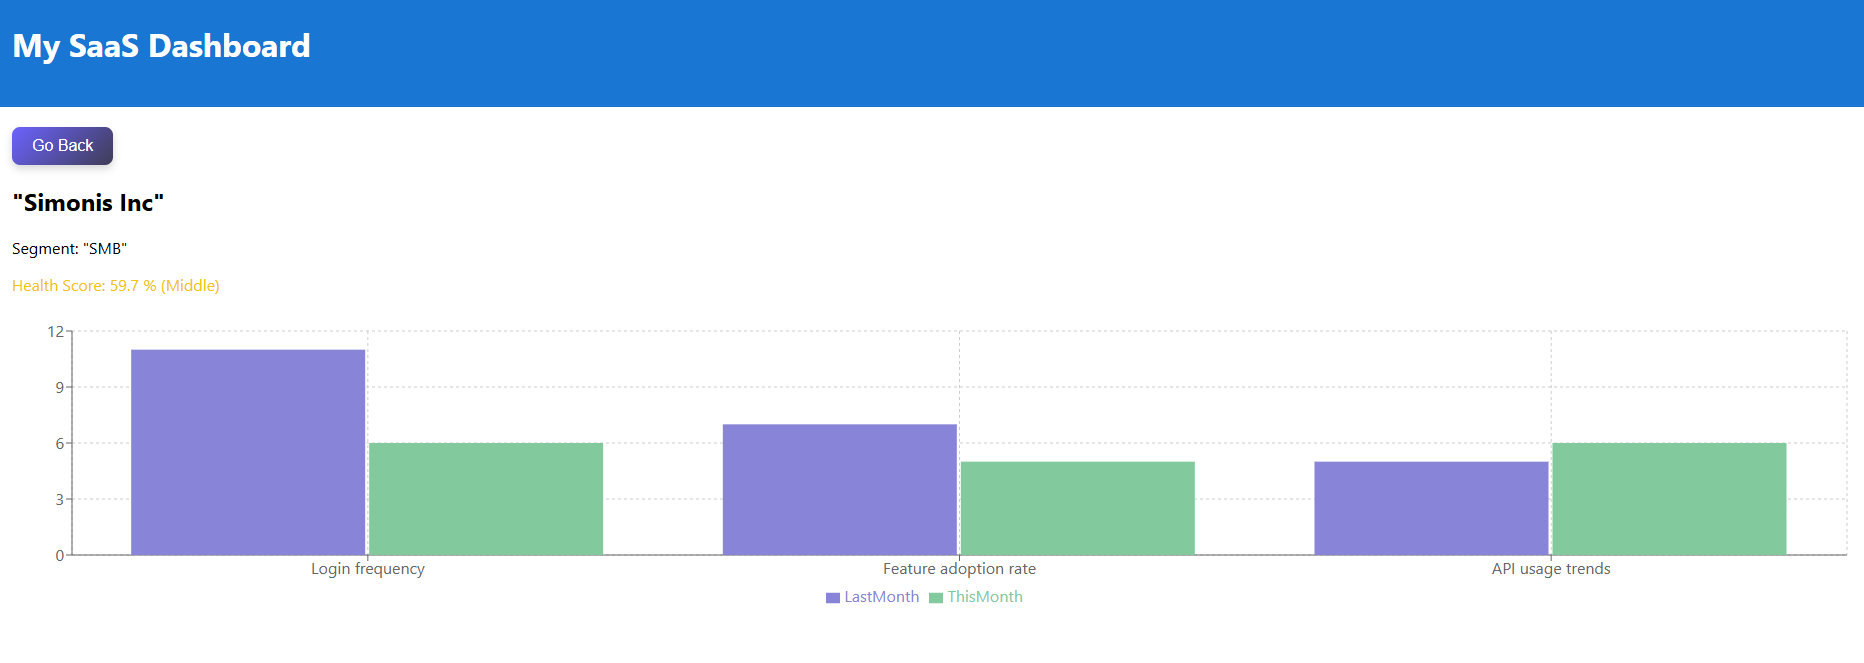 My SaaS Dashboard
Go Back
"Simonis Inc"
Segment: "SMB"
Health Score: 59.7 % (Middle)
12
9
6
3
0
Login frequency Feature adoption rate API usage trends
LastMonth ThisMonth